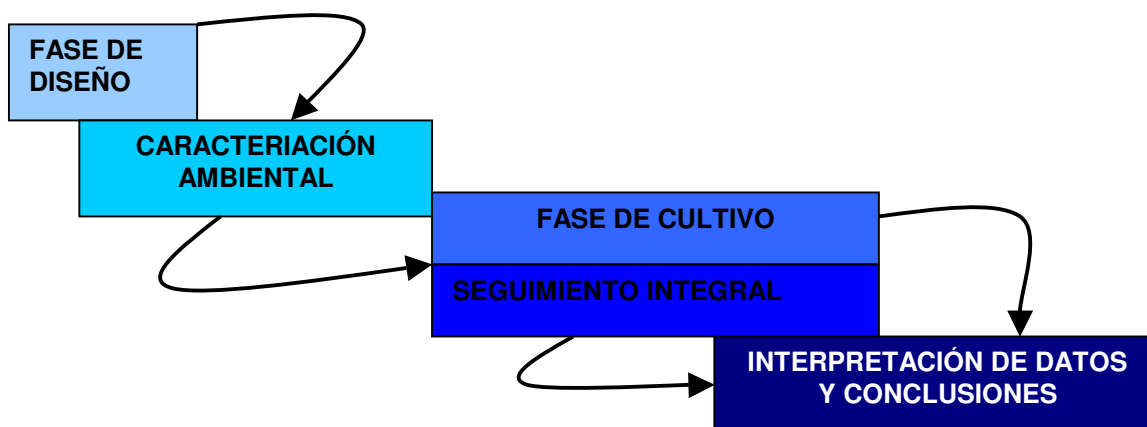 FASE DE
DISEÑO
CARACTERIACIÓN
AMBIENTAL
FASE DE CULTIVO
SEGUIMIENTO INTEGRAL
INTERPRETACIÓN DE DATOS
Y CONCLUSIONES